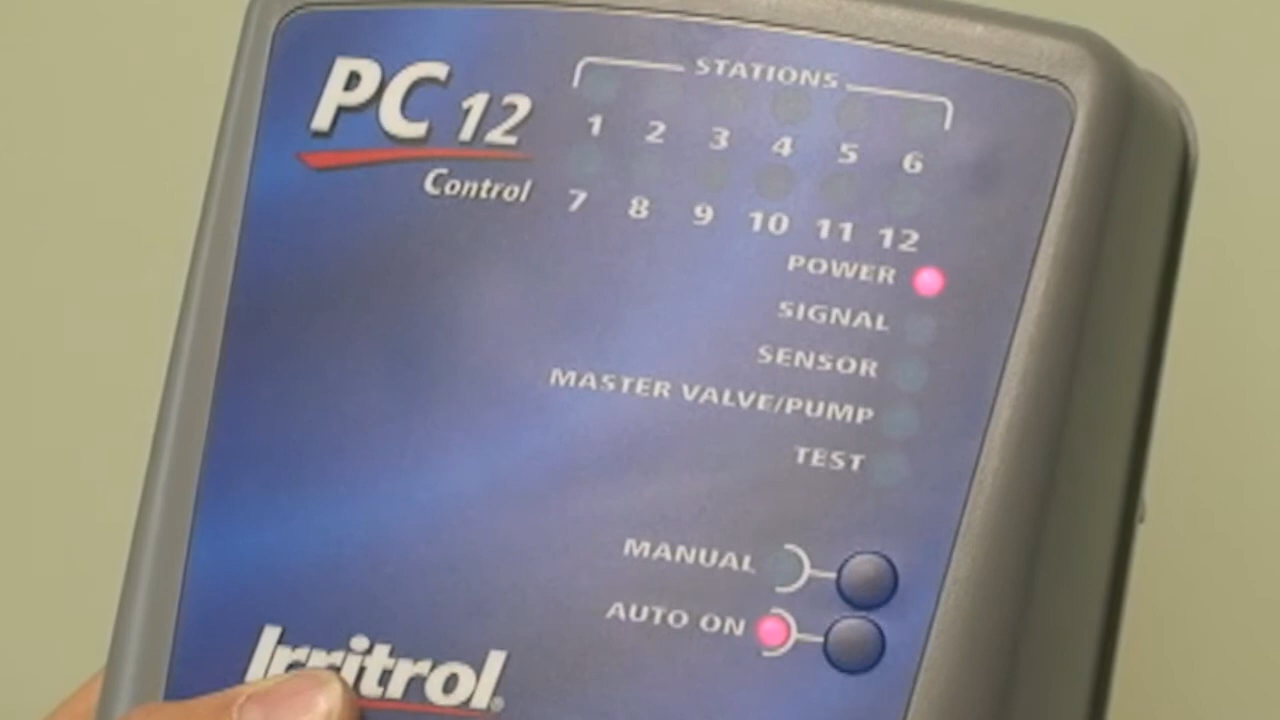 PC 12
Control
STATIONS
1 2 3 4 5 6
7 8 9 10 11 12
POWER
SIGNAL
SENSOR
MASTER VALVE/PUMP
TEST
MANUAL
AUTO ON
Irritrol®